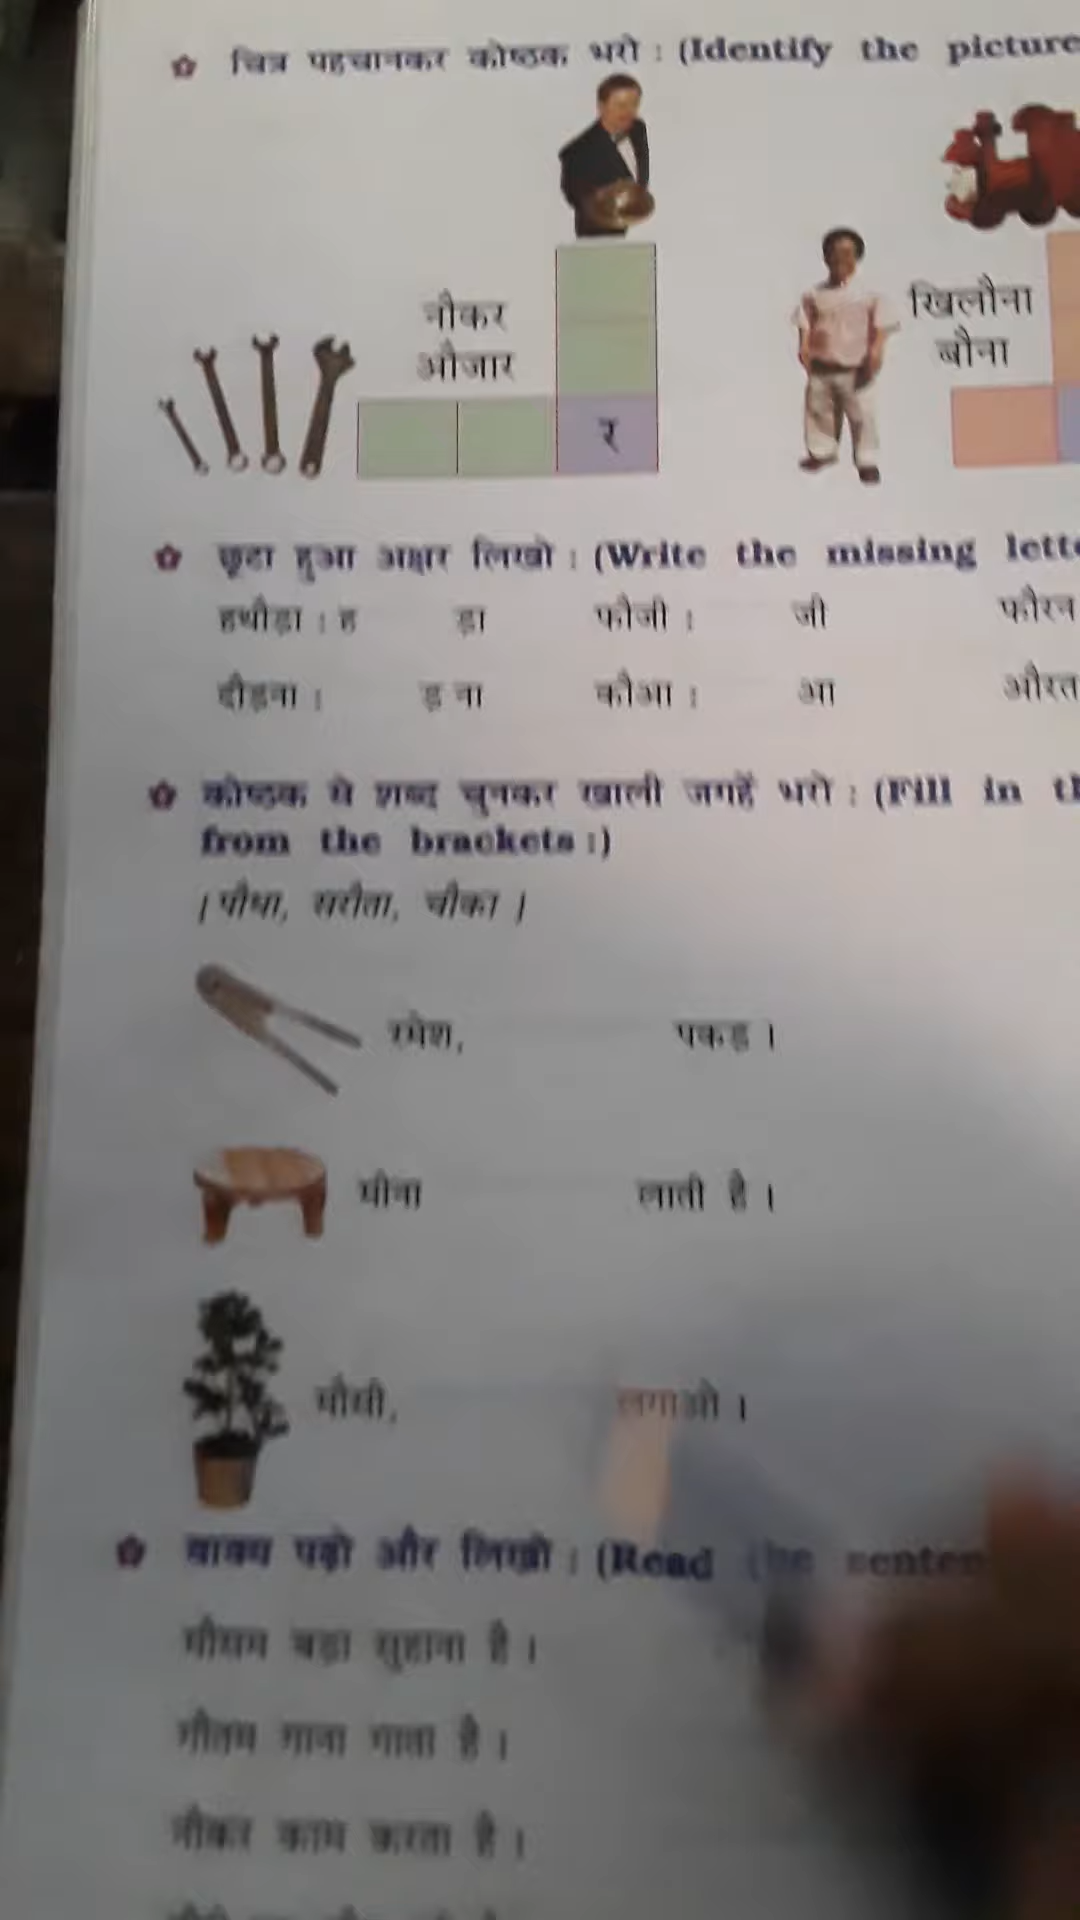 चित्र पहचानकर कोष्ठक भरो : (Identify the picture
नौकर
औजार
र
खिलौना
बौना
छूटा हुआ अक्षर लिखो : (Write the missing lette
हथौड़ा : ह ड़ा फौजी : जी फौरन
दौड़ना : ड़ ना कौआ : आ औरत
कोष्ठक से शब्द चुनकर खाली जगहें भरो : (Fill in th
from the brackets :)
[ पौधा, सरौता, चौका ]
रमेश, पकड़ ।
मीना लाती है ।
मौसी, लगाओ ।
वाक्य पढ़ो और लिखो : (Read the senten
मौसम बड़ा सुहाना है ।
गौतम गाना गाता है ।
नौकर काम करता है ।